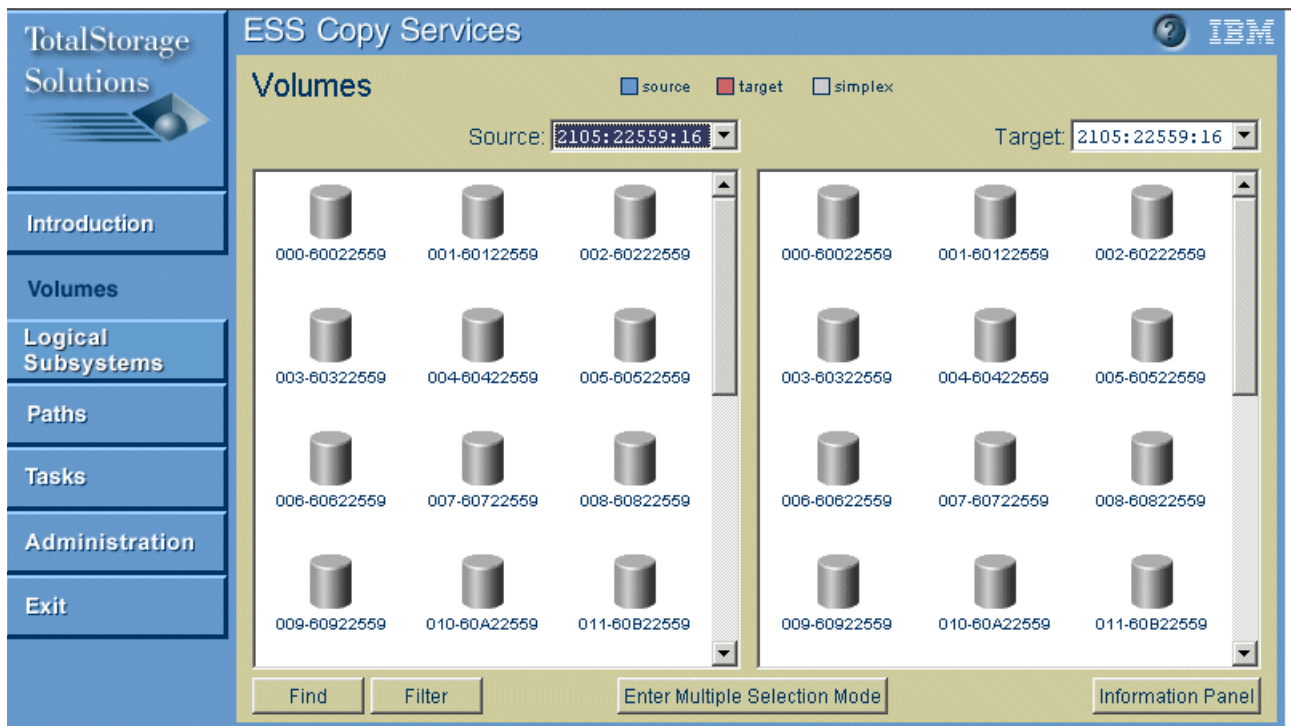 TotalStorage
Solutions
ESS Copy Services
? IBM
Volumes
source target simplex
Source: 2105:22559:16
Target: 2105:22559:16
Introduction
Volumes
Logical
Subsystems
Paths
Tasks
Administration
Exit
000-60022559 001-60122559 002-60222559
003-60322559 004-60422559 005-60522559
006-60622559 007-60722559 008-60822559
009-60922559 010-60A22559 011-60B22559
000-60022559 001-60122559 002-60222559
003-60322559 004-60422559 005-60522559
006-60622559 007-60722559 008-60822559
009-60922559 010-60A22559 011-60B22559
Find Filter Enter Multiple Selection Mode Information Panel